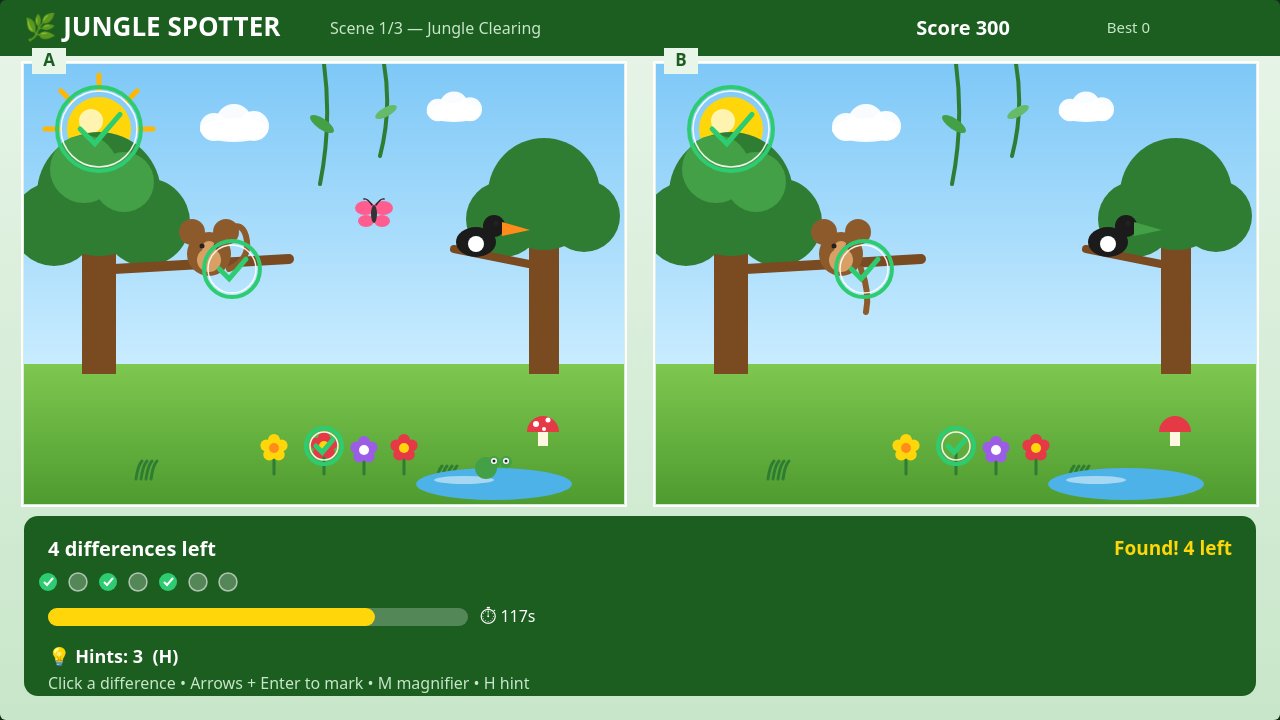 🌿 JUNGLE SPOTTER
Scene 1/3 — Jungle Clearing
Score 300
Best 0
A
B
4 differences left
Found! 4 left
⏱ 117s
💡 Hints: 3 (H)
Click a difference • Arrows + Enter to mark • M magnifier • H hint